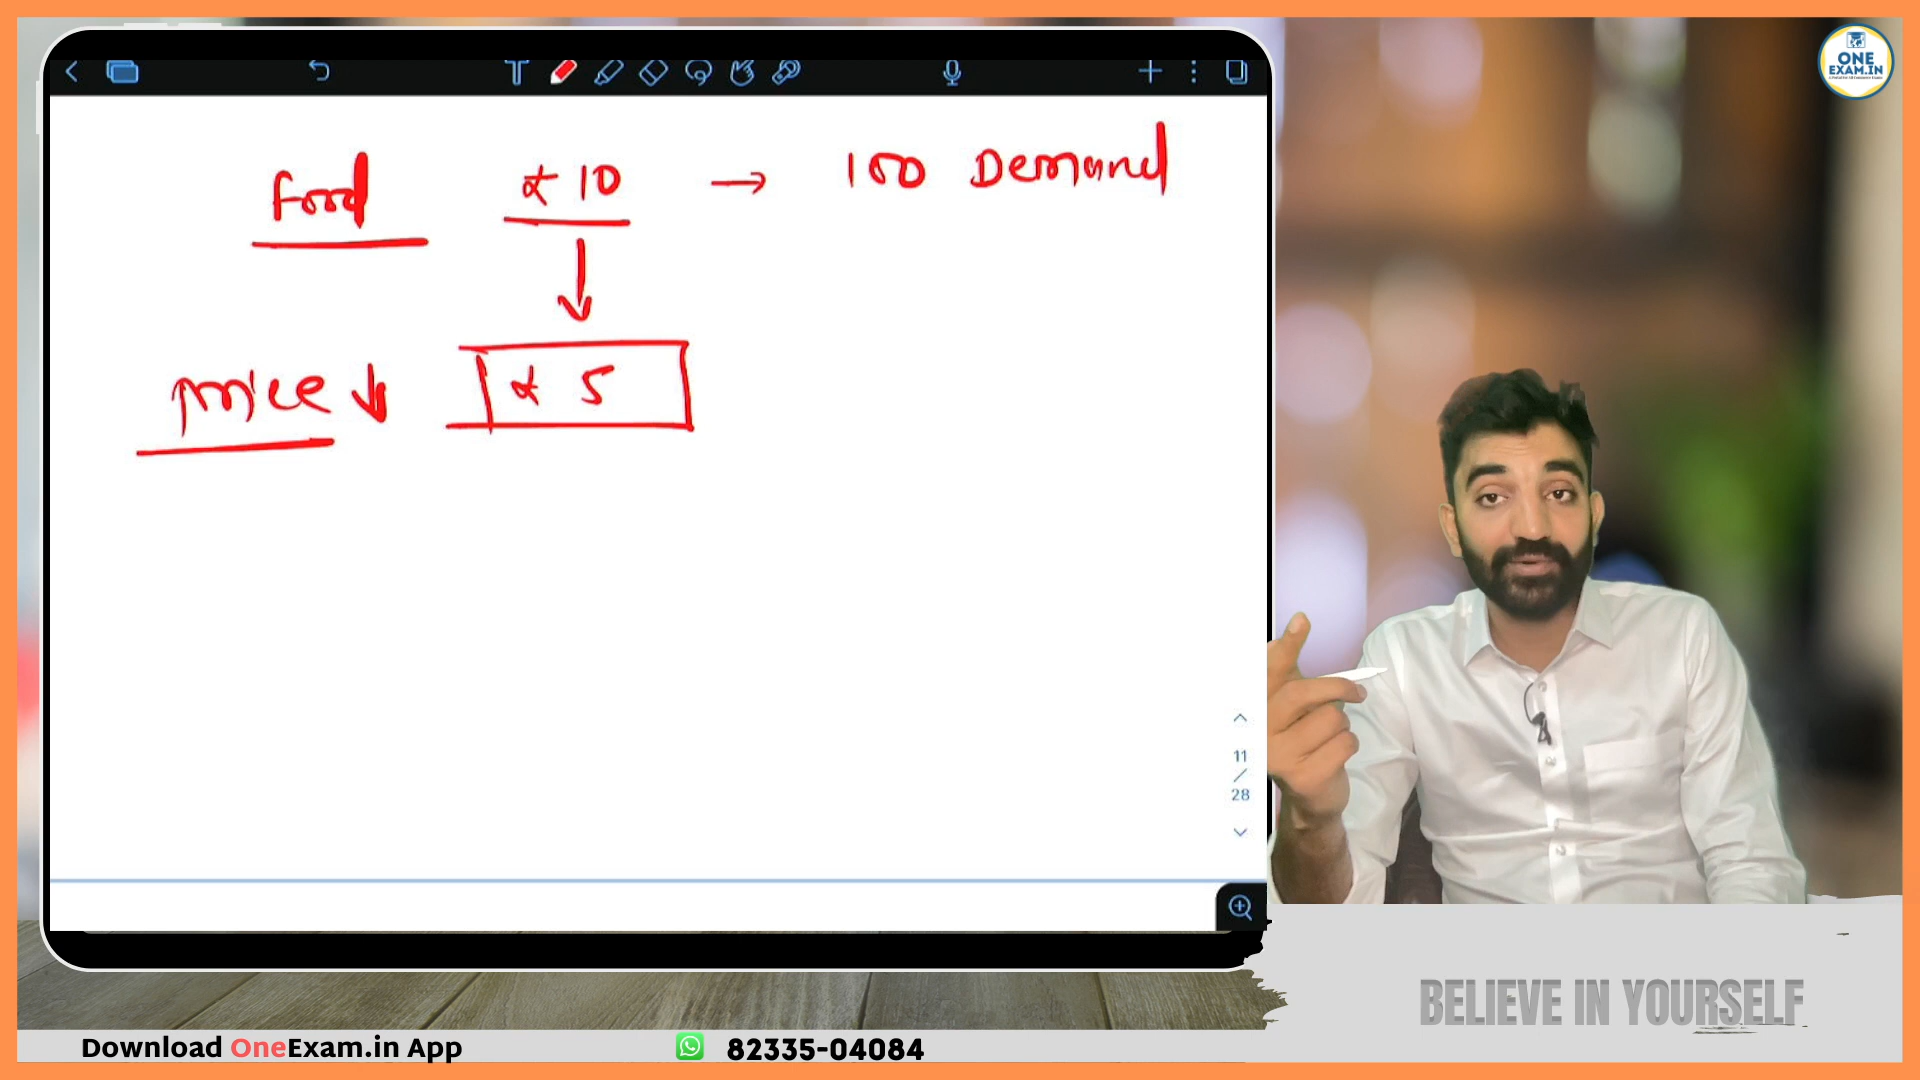 Food ₹ 10 → 100 Demand
↓
Price ↓ ₹ 5
11
/
28
ONE
EXAM.IN
BELIEVE IN YOURSELF
Download OneExam.in App 82335-04084